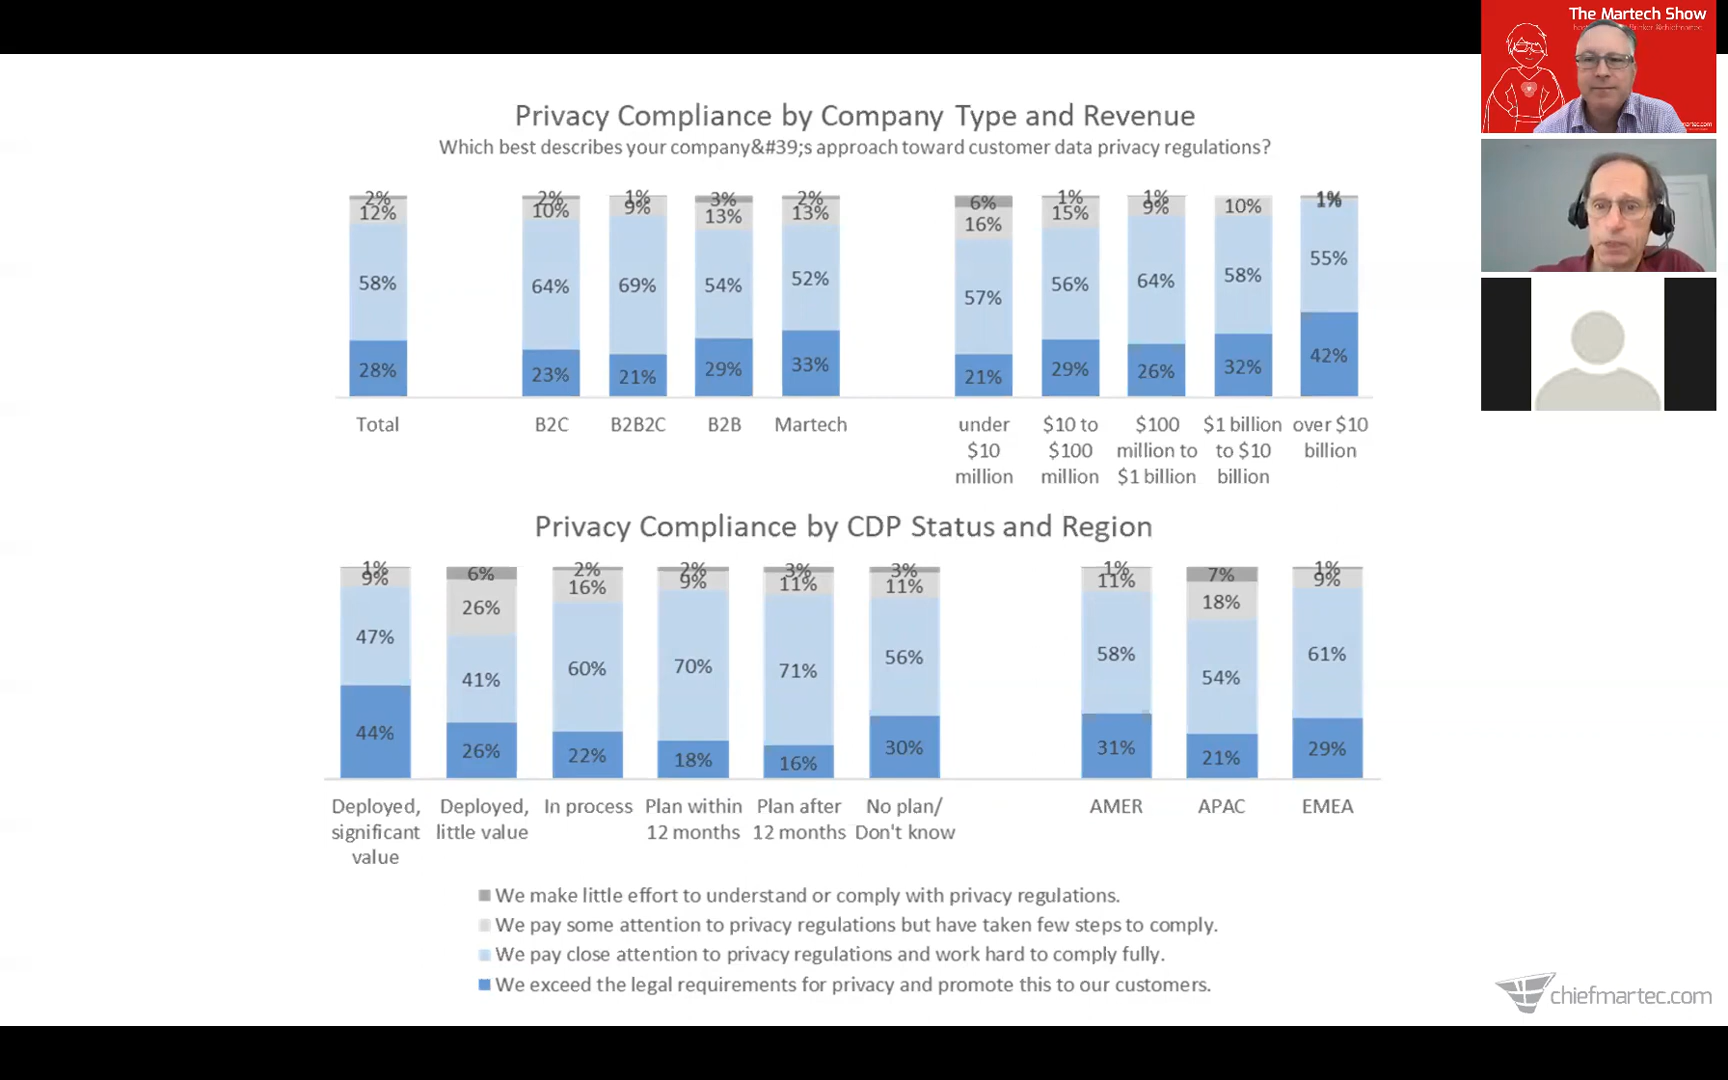 The Martech Show
Privacy Compliance by Company Type and Revenue
Which best describes your company&#39;s approach toward customer data privacy regulations?
2% 2% 1% 3% 2% 6% 1% 1% 1%
12% 10% 9% 13% 13% 16% 15% 9% 10% 1%
58% 64% 69% 54% 52% 57% 56% 64% 58% 55%
28% 23% 21% 29% 33% 21% 29% 26% 32% 42%
Total B2C B2B2C B2B Martech under $10 to $100 $1 billion over $10
$10 $100 million to to $10 billion
million million $1 billion billion
Privacy Compliance by CDP Status and Region
1% 6% 2% 2% 3% 3% 1% 7% 1%
9% 26% 16% 9% 11% 11% 11% 18% 9%
47% 41% 60% 70% 71% 56% 58% 54% 61%
44% 26% 22% 18% 16% 30% 31% 21% 29%
Deployed, Deployed, In process Plan within Plan after No plan/ AMER APAC EMEA
significant little value 12 months 12 months Don't know
value
We make little effort to understand or comply with privacy regulations.
We pay some attention to privacy regulations but have taken few steps to comply.
We pay close attention to privacy regulations and work hard to comply fully.
We exceed the legal requirements for privacy and promote this to our customers.
chiefmartec.com